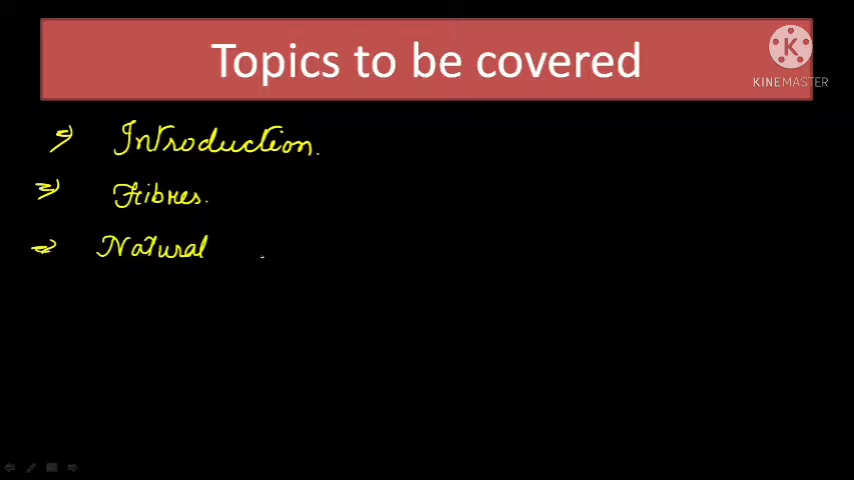 Topics to be covered
K
KINEMASTER
Introduction.
Fibres.
Natural